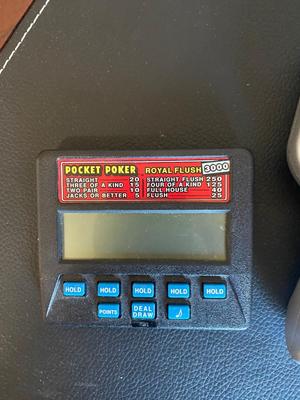 POCKET POKER ROYAL FLUSH 3000
STRAIGHT 20 STRAIGHT FLUSH 250
THREE OF A KIND 15 FOUR OF A KIND 125
TWO PAIR 10 FULL HOUSE 40
JACKS OR BETTER 5 FLUSH 25
HOLD HOLD HOLD HOLD HOLD
POINTS DEAL DRAW